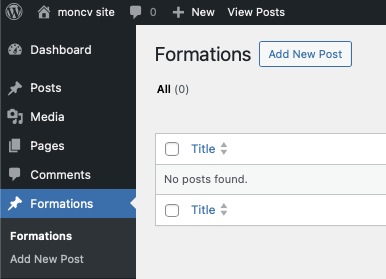 moncv site 0 + New View Posts
Dashboard
Posts
Media
Pages
Comments
Formations
Formations
Add New Post
Formations Add New Post
All (0)
Title
No posts found.
Title